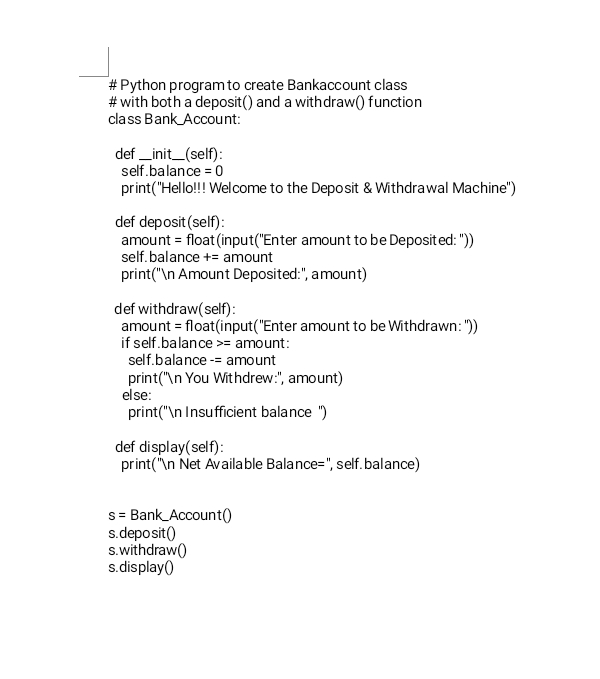 # Python program to create Bankaccount class
# with both a deposit() and a withdraw() function
class Bank_Account:
def __init__(self):
self.balance = 0
print("Hello!!! Welcome to the Deposit & Withdrawal Machine")
def deposit(self):
amount = float(input("Enter amount to be Deposited: "))
self.balance += amount
print("\n Amount Deposited:", amount)
def withdraw(self):
amount = float(input("Enter amount to be Withdrawn: "))
if self.balance >= amount:
self.balance -= amount
print("\n You Withdrew:", amount)
else:
print("\n Insufficient balance  ")
def display(self):
print("\n Net Available Balance=", self.balance)
s = Bank_Account()
s.deposit()
s.withdraw()
s.display()